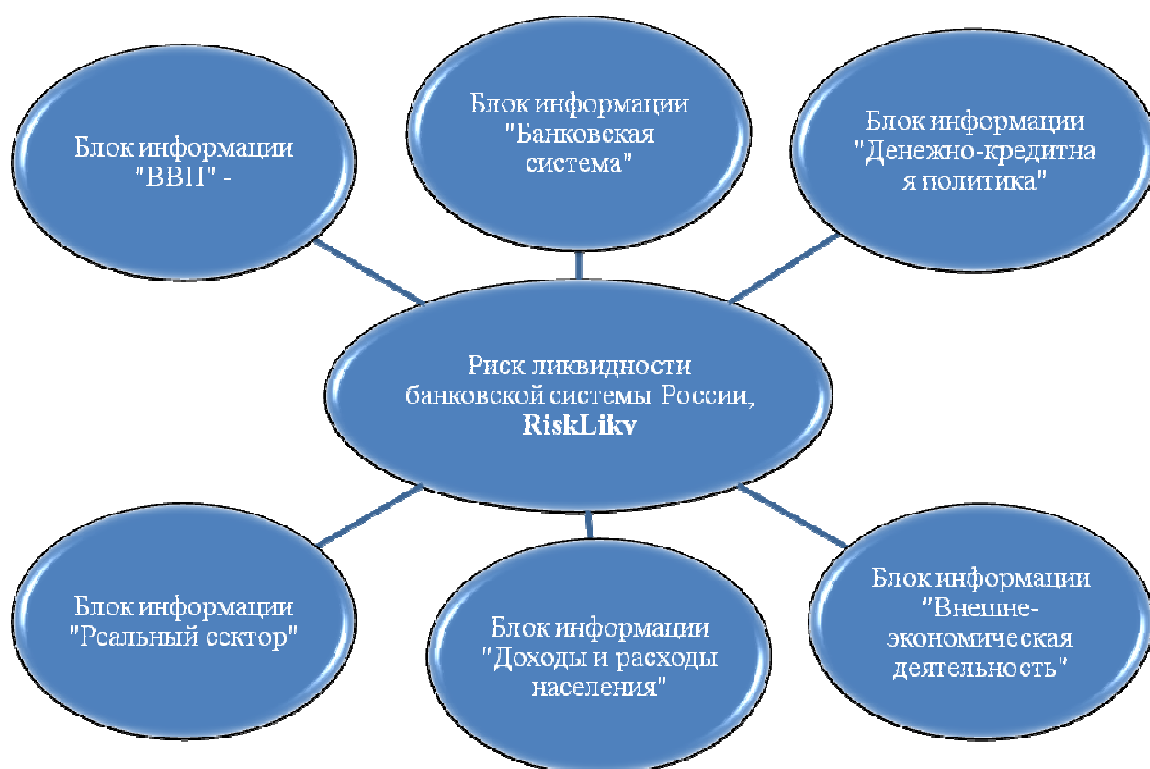 Блок информации
"ВВП" -
Блок информации
"Банковская
система"
Блок информации
"Денежно-кредитна
я политика"
Риск ликвидности
банковской системы России,
RiskLikv
Блок информации
"Реальный сектор"
Блок информации
"Доходы и расходы
населения"
Блок информации
"Внешне-
экономическая
деятельность"